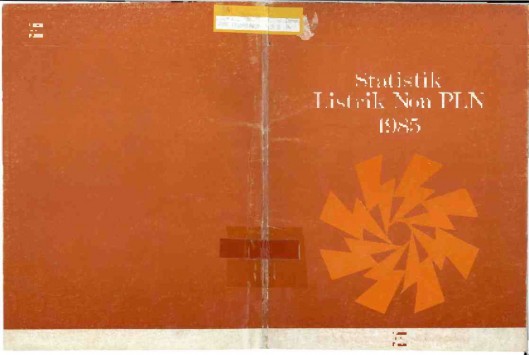 Statistik
Listrik Non PLN
1985